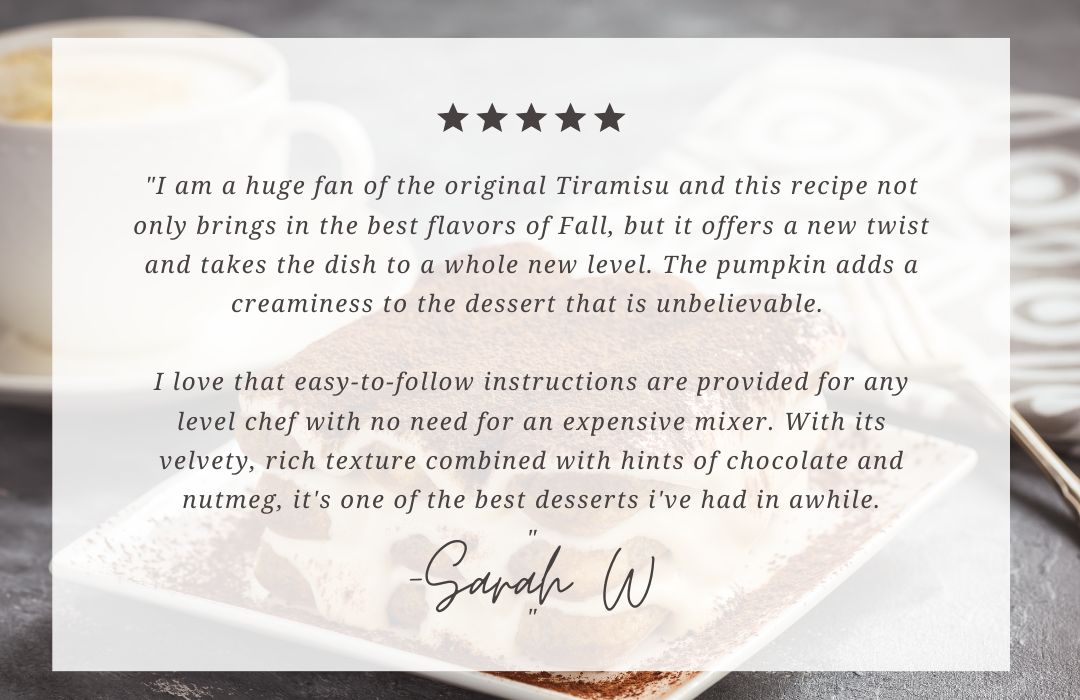 "I am a huge fan of the original Tiramisu and this recipe not
only brings in the best flavors of Fall, but it offers a new twist
and takes the dish to a whole new level. The pumpkin adds a
creaminess to the dessert that is unbelievable.
I love that easy-to-follow instructions are provided for any
level chef with no need for an expensive mixer. With its
velvety, rich texture combined with hints of chocolate and
nutmeg, it's one of the best desserts i've had in awhile.
"
-Sarah W
"